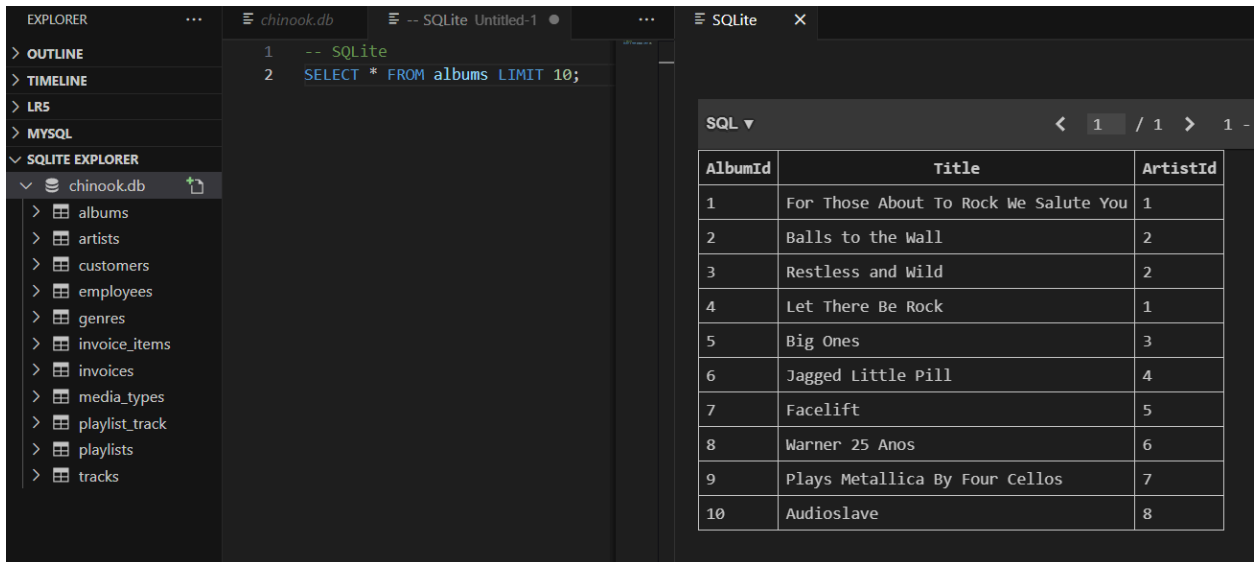 EXPLORER ...
OUTLINE
TIMELINE
LR5
MYSQL
SQLITE EXPLORER
chinook.db
albums
artists
customers
employees
genres
invoice_items
invoices
media_types
playlist_track
playlists
tracks
chinook.db
-- SQLite Untitled-1 ...
1 -- SQLite
2 SELECT * FROM albums LIMIT 10;
SQLite
SQL 1 / 1 1 -
AlbumId Title ArtistId
1 For Those About To Rock We Salute You 1
2 Balls to the Wall 2
3 Restless and Wild 2
4 Let There Be Rock 1
5 Big Ones 3
6 Jagged Little Pill 4
7 Facelift 5
8 Warner 25 Anos 6
9 Plays Metallica By Four Cellos 7
10 Audioslave 8